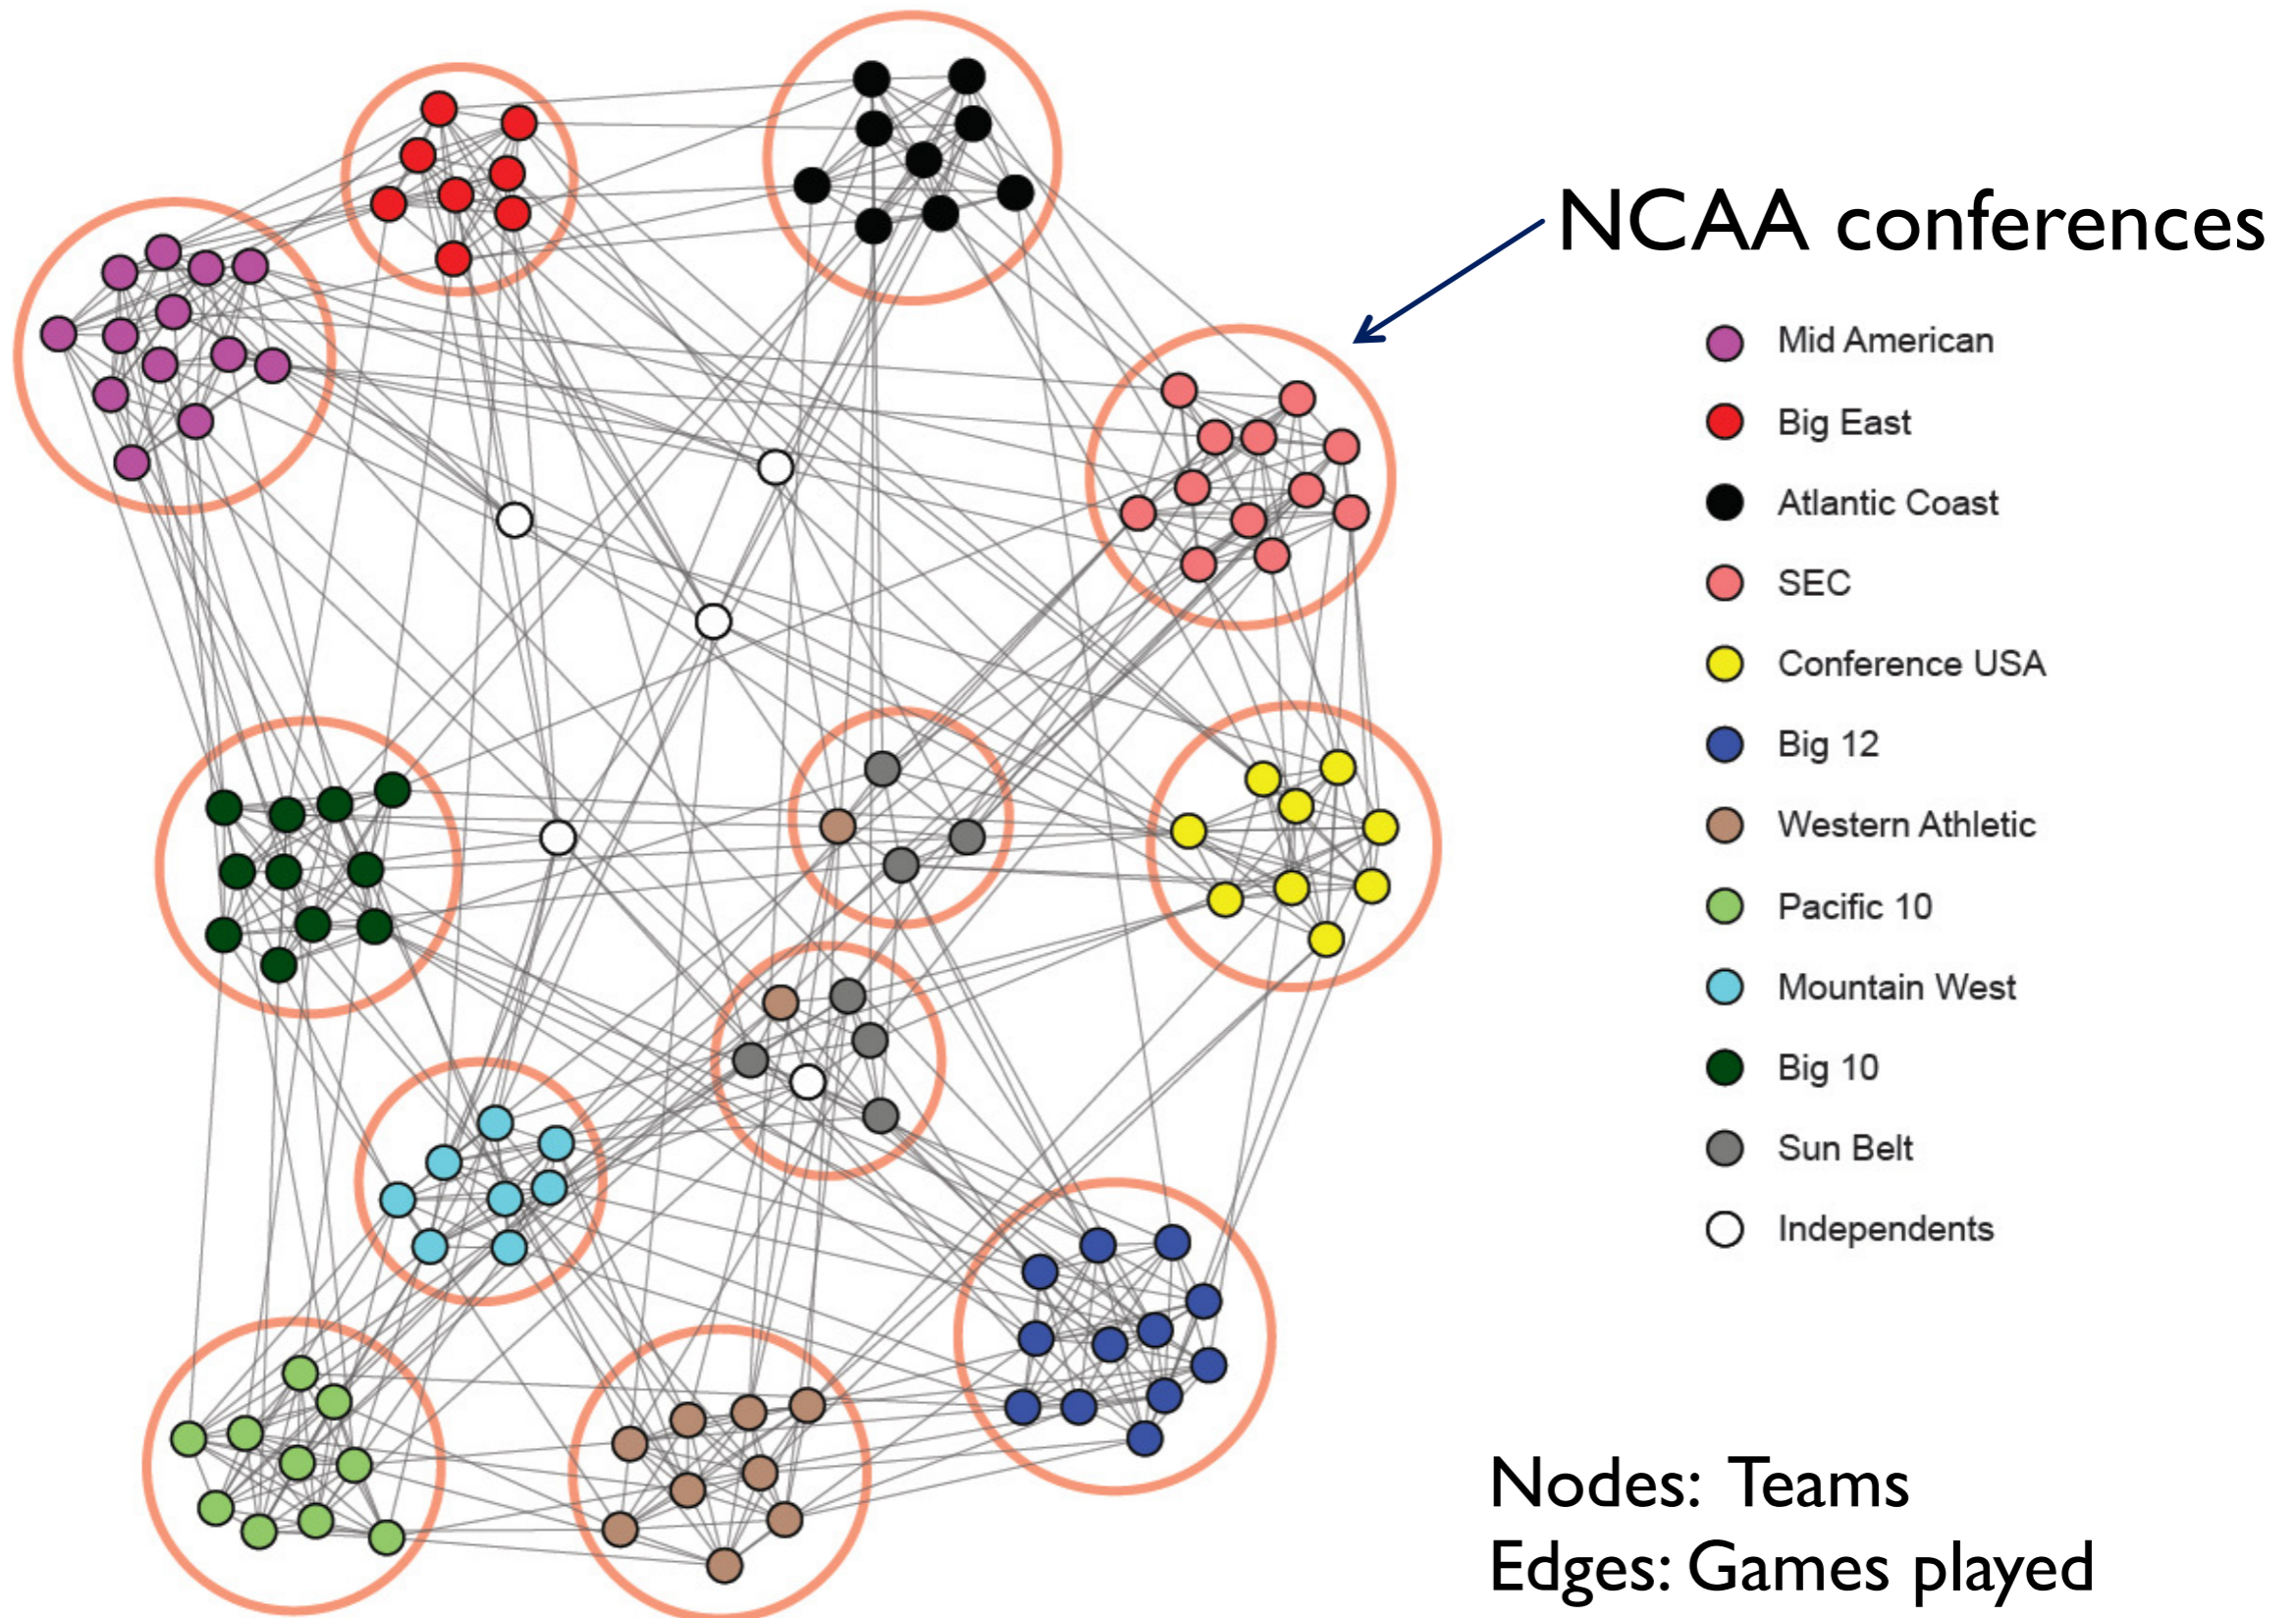 NCAA conferences
Mid American
Big East
Atlantic Coast
SEC
Conference USA
Big 12
Western Athletic
Pacific 10
Mountain West
Big 10
Sun Belt
Independents
Nodes: Teams
Edges: Games played